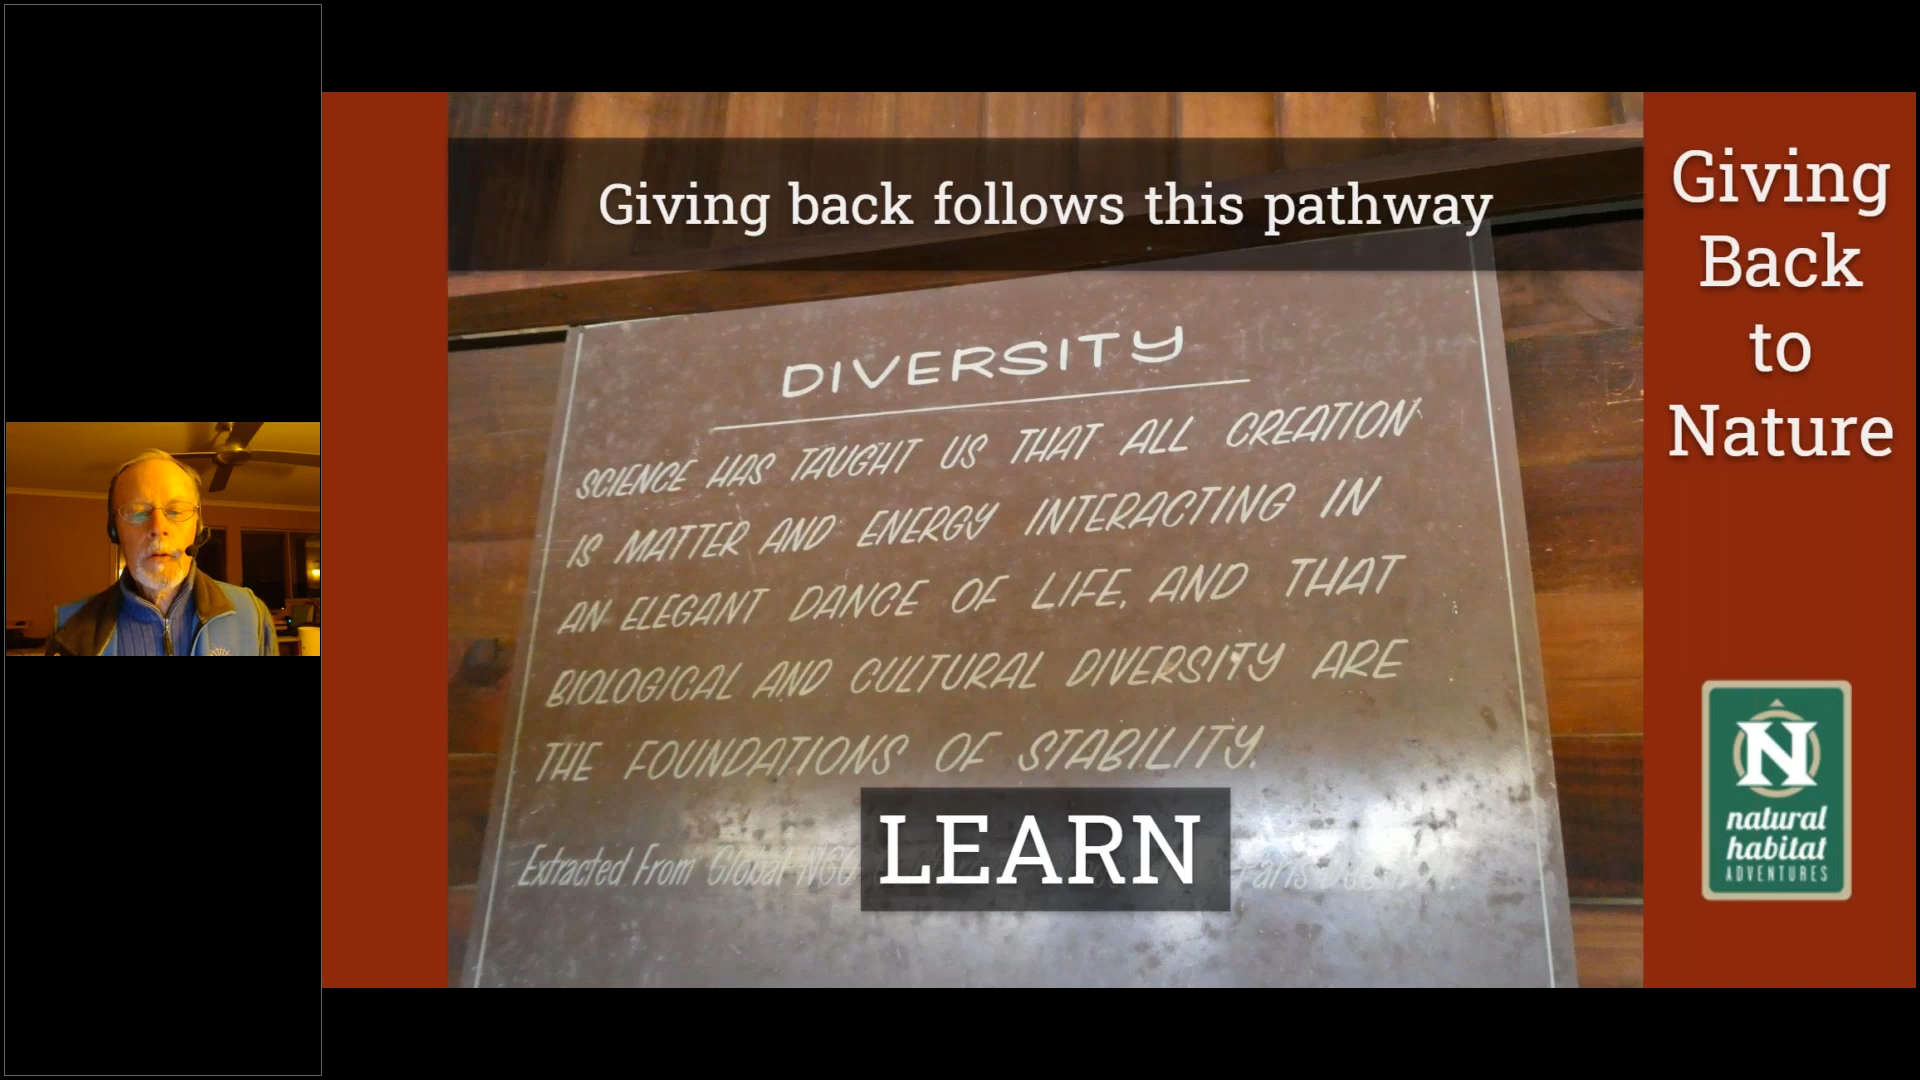 Giving back follows this pathway
DIVERSITY
SCIENCE HAS TAUGHT US THAT ALL CREATION
IS MATTER AND ENERGY INTERACTING IN
AN ELEGANT DANCE OF LIFE, AND THAT
BIOLOGICAL AND CULTURAL DIVERSITY ARE
THE FOUNDATIONS OF STABILITY.
Extracted From Global NGO
LEARN
Giving
Back
to
Nature
N
natural
habitat
ADVENTURES